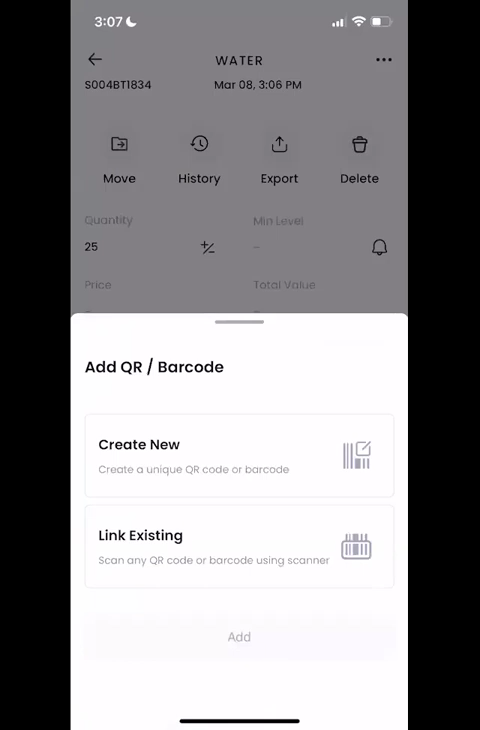 3:07
WATER
S004BT1834 Mar 08, 3:06 PM
Move History Export Delete
Quantity Min Level
25 –
Price Total Value
Add QR / Barcode
Create New
Create a unique QR code or barcode
Link Existing
Scan any QR code or barcode using scanner
Add